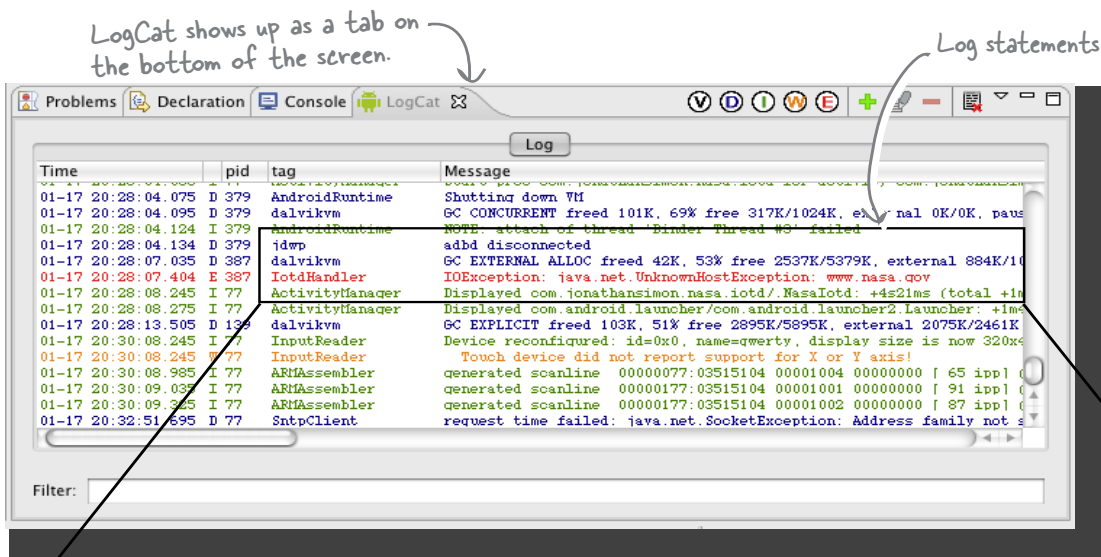 LogCat shows up as a tab on
the bottom of the screen.
Log statements
Problems Declaration Console LogCat
V D I W E
Log
Time pid tag Message
01-17 20:28:04.075 D 379 AndroidRuntime Shutting down VM
01-17 20:28:04.095 D 379 dalvikvm GC CONCURRENT freed 101K, 69% free 317K/1024K, external 0K/0K, paus
01-17 20:28:04.124 I 379 AndroidRuntime NOTE: attach of thread 'Binder Thread #3' failed
01-17 20:28:04.134 D 379 jdwp adbd disconnected
01-17 20:28:07.035 D 387 dalvikvm GC EXTERNAL ALLOC freed 42K, 53% free 2537K/5379K, external 884K/10
01-17 20:28:07.404 E 387 IotdHandler IOException: java.net.UnknownHostException: www.nasa.gov
01-17 20:28:08.245 I 77 ActivityManager Displayed com.jonathansimon.nasa.iotd/.NasaIotd: +4s21ms (total +1m
01-17 20:28:08.275 I 77 ActivityManager Displayed com.android.launcher/com.android.launcher2.Launcher: +1m4
01-17 20:28:13.505 D 139 dalvikvm GC EXPLICIT freed 103K, 51% free 2895K/5895K, external 2075K/2461K
01-17 20:30:08.245 I 77 InputReader Device reconfigured: id=0x0, name=qwerty, display size is now 320x4
01-17 20:30:08.245 W 77 InputReader Touch device did not report support for X or Y axis!
01-17 20:30:08.985 I 77 ARMAssembler generated scanline 00000077:03515104 00001004 00000000 [ 65 ipp]
01-17 20:30:09.035 I 77 ARMAssembler generated scanline 00000177:03515104 00001001 00000000 [ 91 ipp]
01-17 20:30:09.325 I 77 ARMAssembler generated scanline 00000177:03515104 00001002 00000000 [ 87 ipp]
01-17 20:32:51.695 D 77 SntpClient request time failed: java.net.SocketException: Address family not s
Filter: